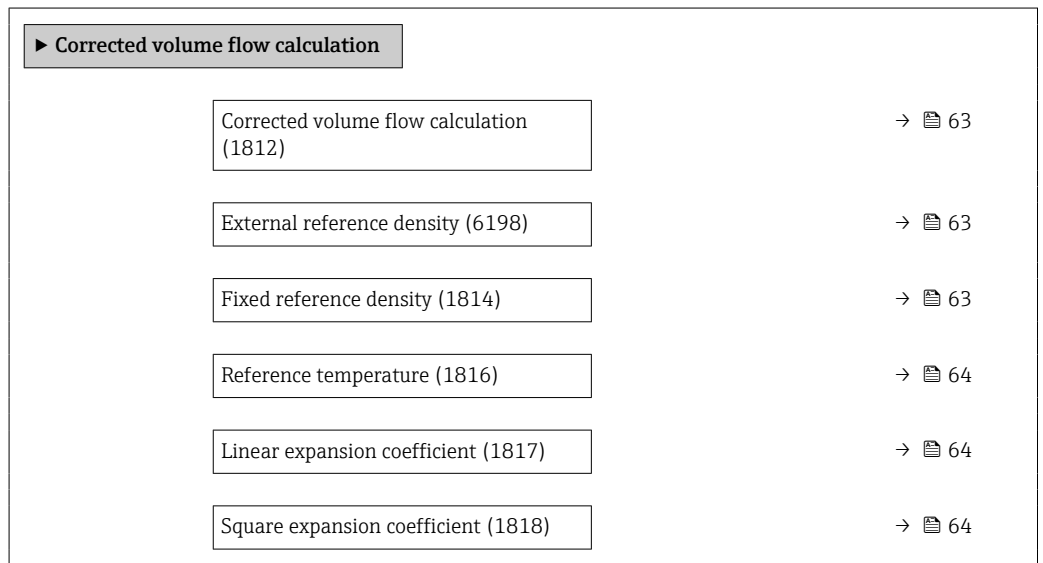 ▶ Corrected volume flow calculation
Corrected volume flow calculation → 63
(1812)
External reference density (6198) → 63
Fixed reference density (1814) → 63
Reference temperature (1816) → 64
Linear expansion coefficient (1817) → 64
Square expansion coefficient (1818) → 64